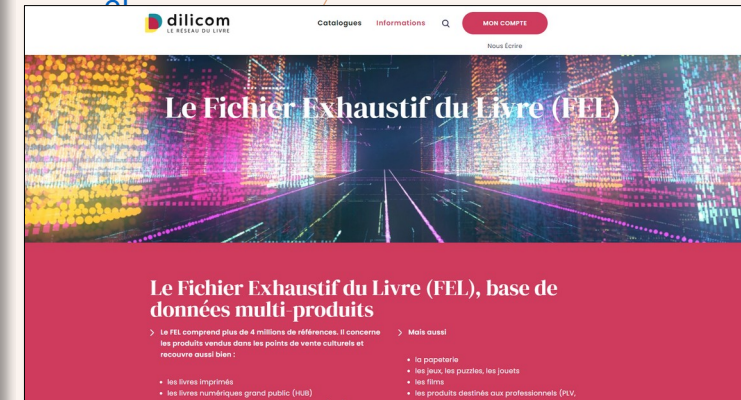 dilicom
LE RÉSEAU DU LIVRE
Catalogues Informations MON COMPTE
Nous Écrire
Le Fichier Exhaustif du Livre (FEL)
Le Fichier Exhaustif du Livre (FEL), base de
données multi-produits
Le FEL comprend plus de 4 millions de références. Il concerne
les produits vendus dans les points de vente culturels et
recouvre aussi bien :
• les livres imprimés
• les livres numériques grand public (HUB)
Mais aussi
• la papeterie
• les jeux, les puzzles, les jouets
• les films
• les produits destinés aux professionnels (PLV,